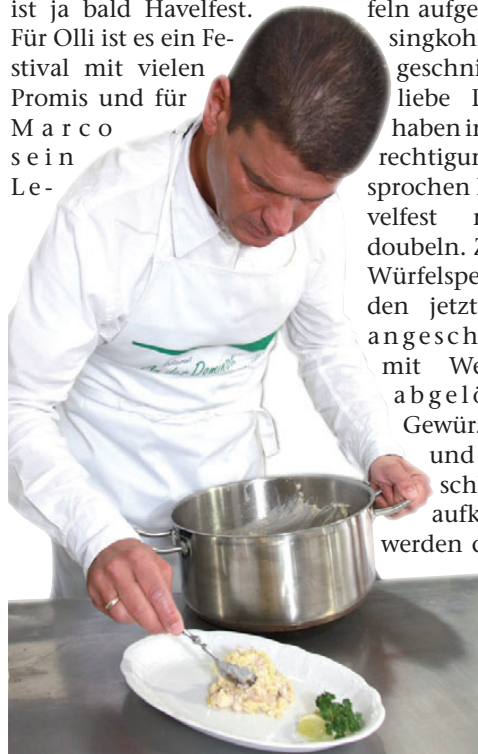 ist ja bald Havelfest.
Für Olli ist es ein Fe-
stival mit vielen
Promis und für
Marco
sein
Le-
feln aufge
singkohl
geschni
liebe
haben in
rechtigun
sprochen
velfest
doubeln.
Würfelspe
den jetzt
angesch
mit We
abgelö
Gewürz
und
sch
aufk
werden